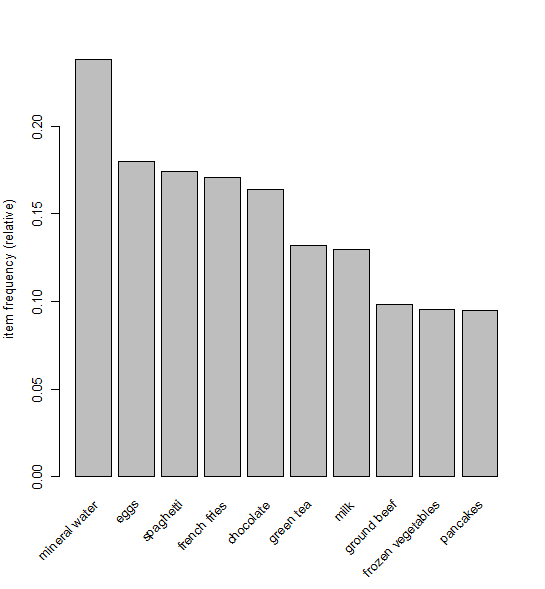 item frequency (relative)
0.20
0.15
0.10
0.05
0.00
mineral water
eggs
spaghetti
french fries
chocolate
green tea
milk
ground beef
frozen vegetables
pancakes